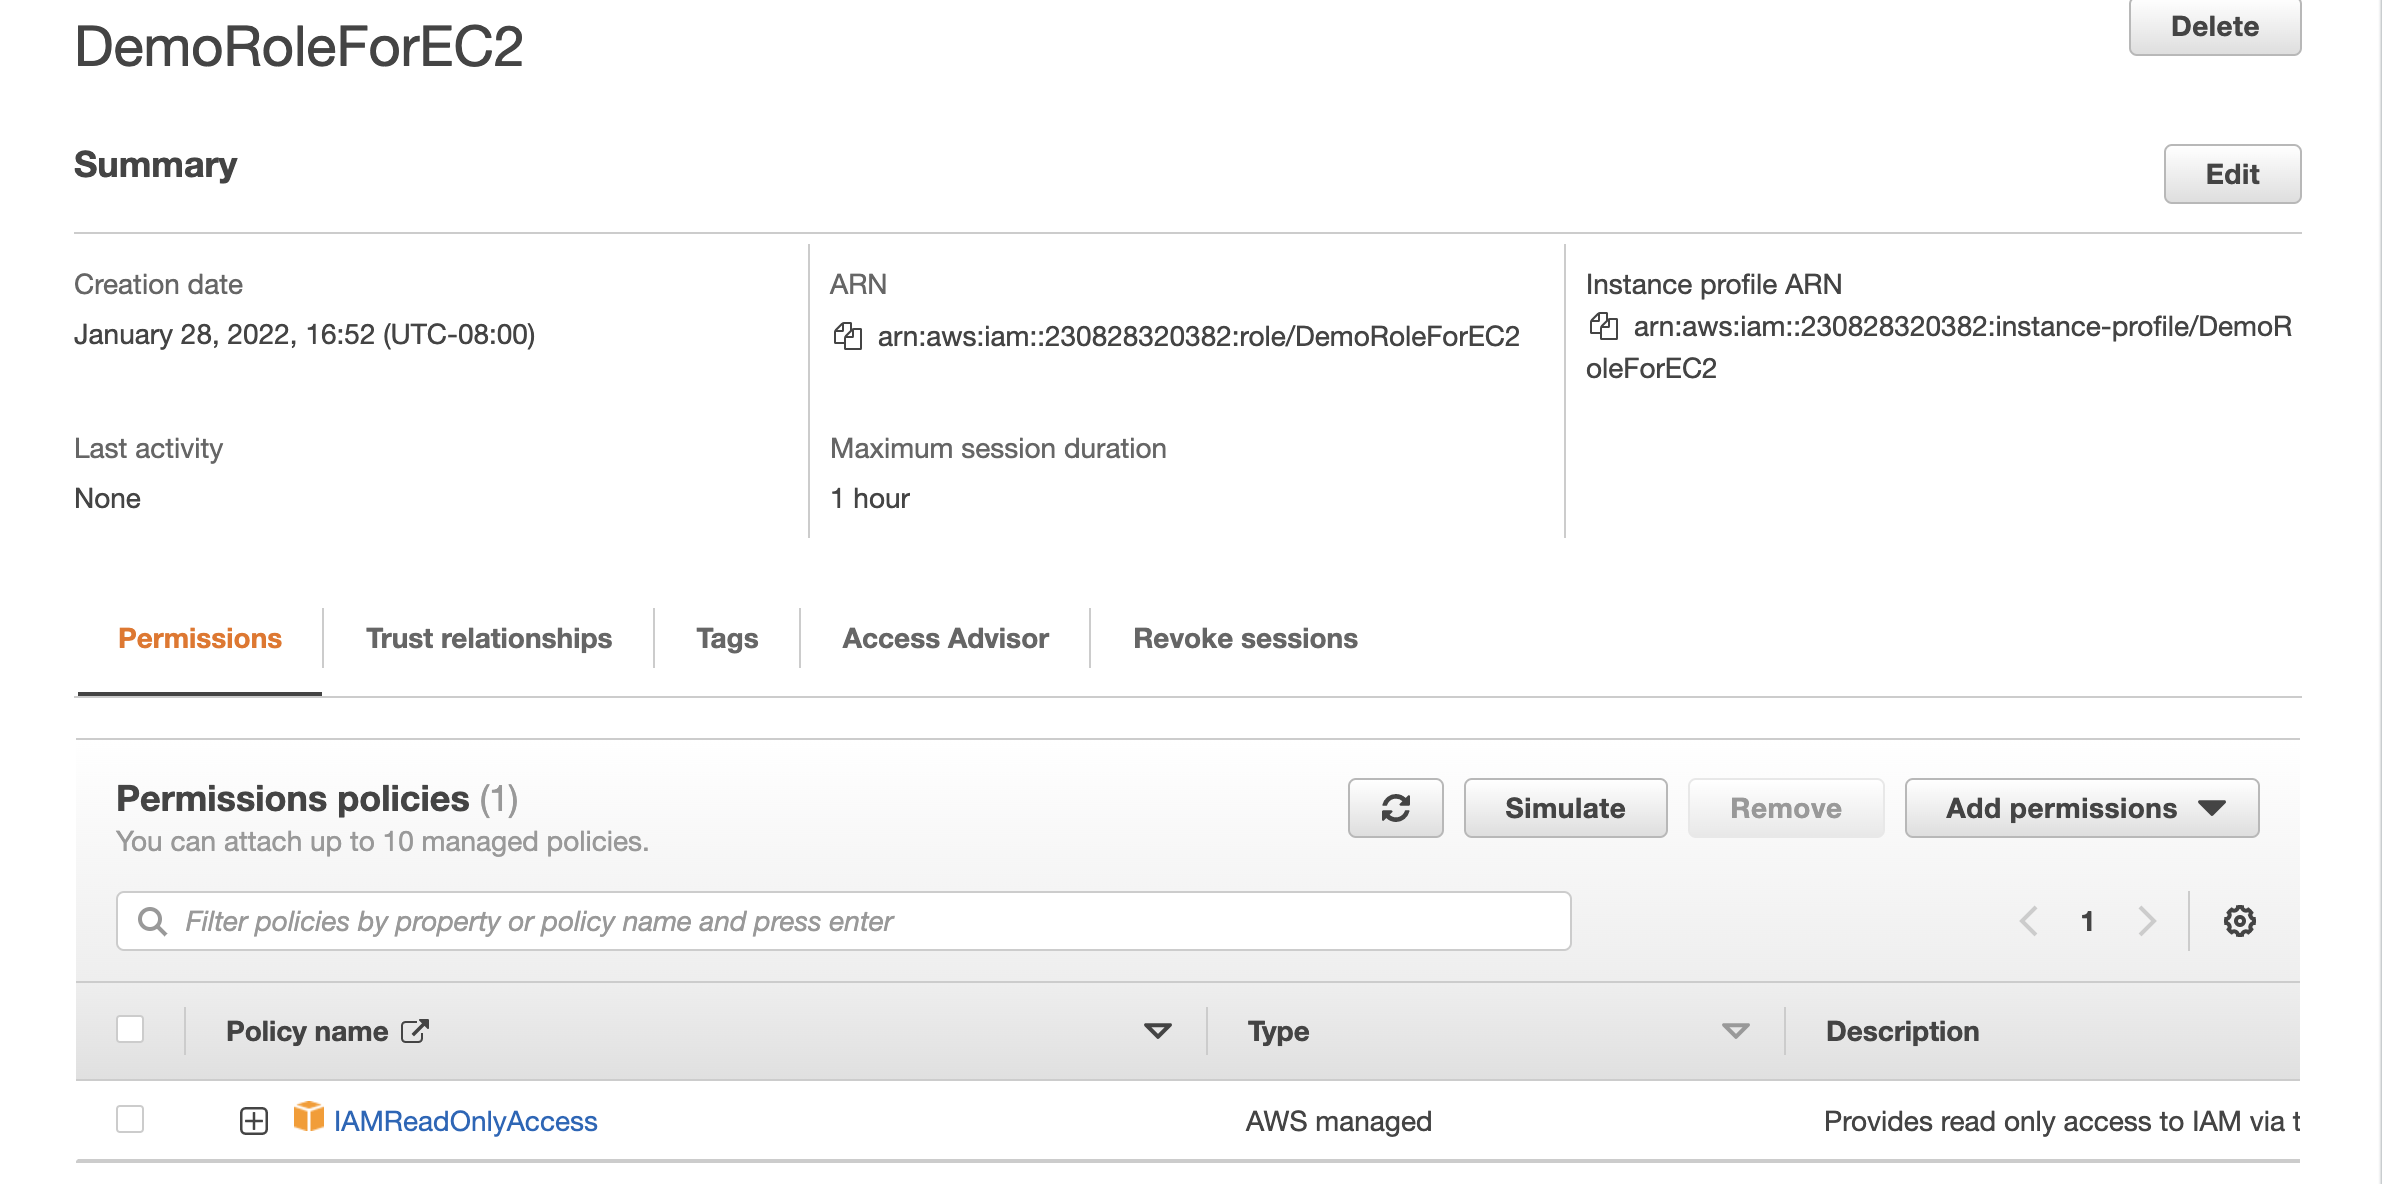 DemoRoleForEC2
Delete
Summary
Edit
Creation date
January 28, 2022, 16:52 (UTC-08:00)
ARN
arn:aws:iam::230828320382:role/DemoRoleForEC2
Instance profile ARN
arn:aws:iam::230828320382:instance-profile/DemoR
oleForEC2
Last activity
None
Maximum session duration
1 hour
Permissions
Trust relationships
Tags
Access Advisor
Revoke sessions
Permissions policies (1)
You can attach up to 10 managed policies.
Simulate
Remove
Add permissions
Filter policies by property or policy name and press enter
1
Policy name
Type
Description
IAMReadOnlyAccess
AWS managed
Provides read only access to IAM via t